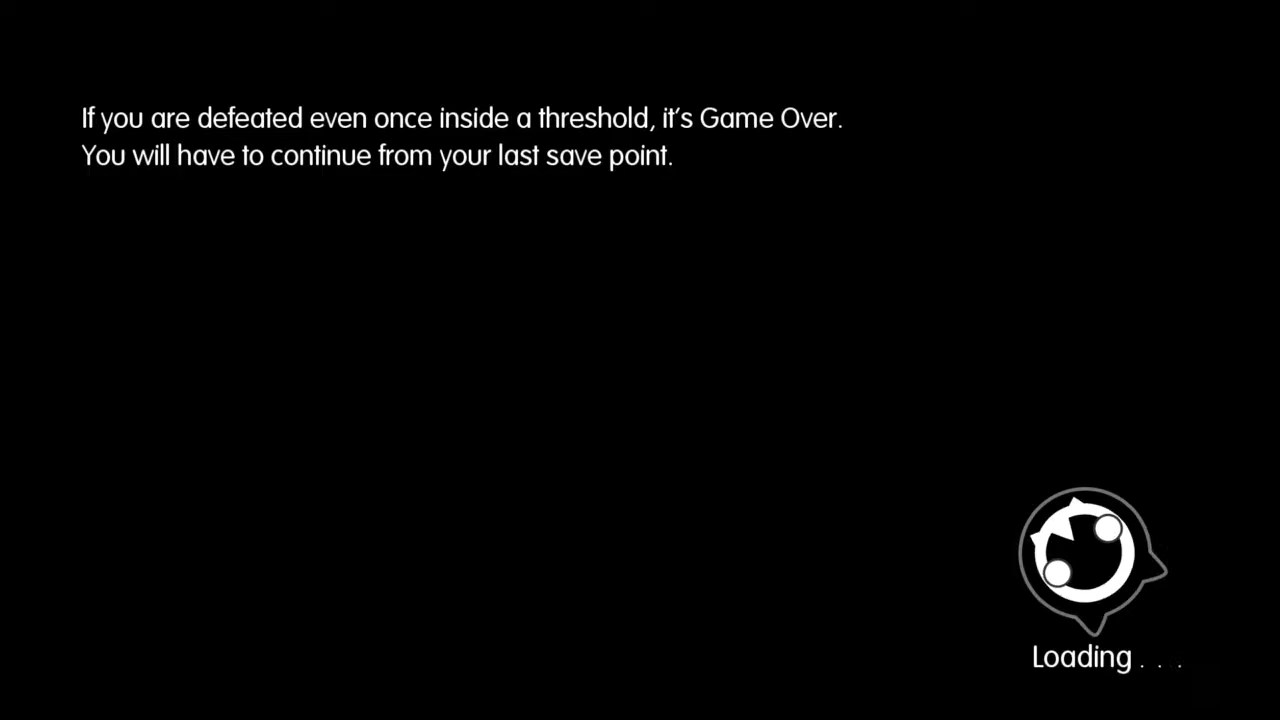 If you are defeated even once inside a threshold, it's Game Over.
You will have to continue from your last save point.
Loading . . .